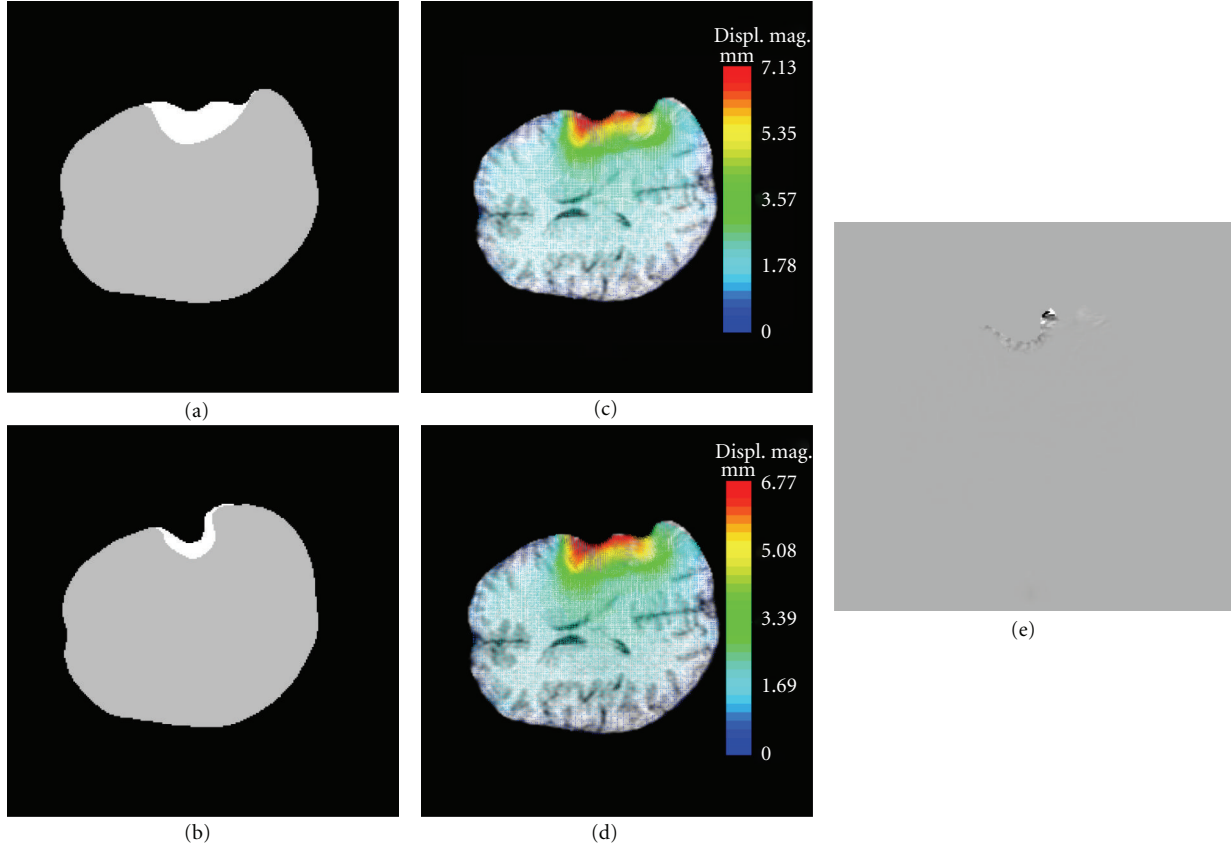 (a)
Displ. mag.
mm
7.13
5.35
3.57
1.78
0
(c)
(b)
Displ. mag.
mm
6.77
5.08
3.39
1.69
0
(d)
(e)